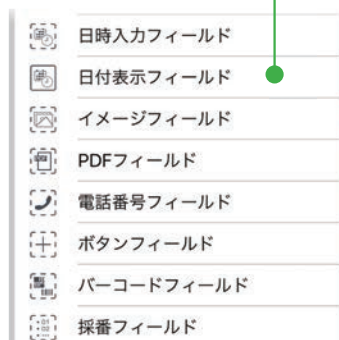 日時入力フィールド
日付表示フィールド
イメージフィールド
PDFフィールド
電話番号フィールド
ボタンフィールド
バーコードフィールド
採番フィールド